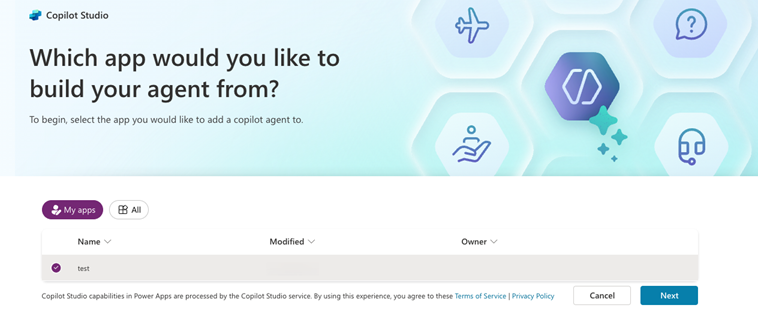 Copilot Studio
Which app would you like to
build your agent from?
To begin, select the app you would like to add a copilot agent to.
My apps
All
Name
Modified
Owner
test
Copilot Studio capabilities in Power Apps are processed by the Copilot Studio service. By using this experience, you agree to these Terms of Service | Privacy Policy
Cancel
Next